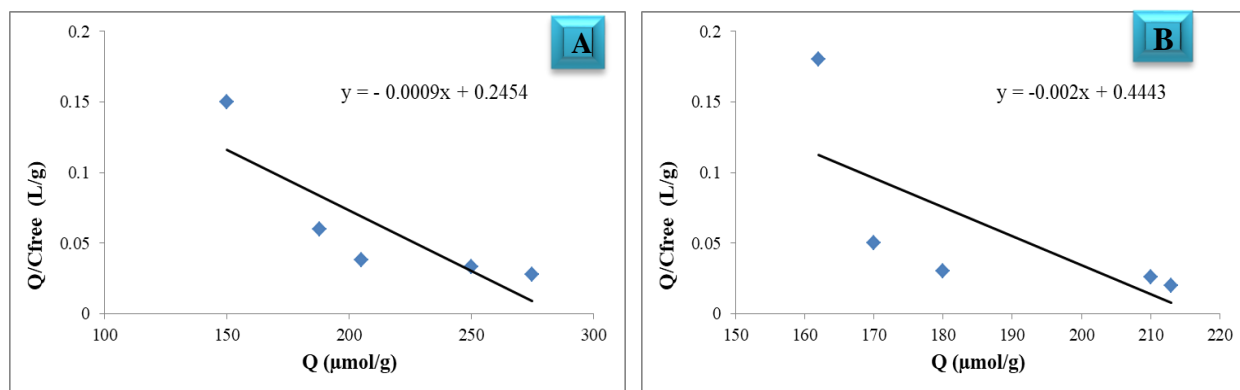 A
y = - 0.0009x + 0.2454
Q/Cfree (L/g)
0.2
0.15
0.1
0.05
0
100 150 200 250 300
Q (µmol/g)
B
y = -0.002x + 0.4443
Q/Cfree (L/g)
0.2
0.15
0.1
0.05
0
150 160 170 180 190 200 210 220
Q (µmol/g)